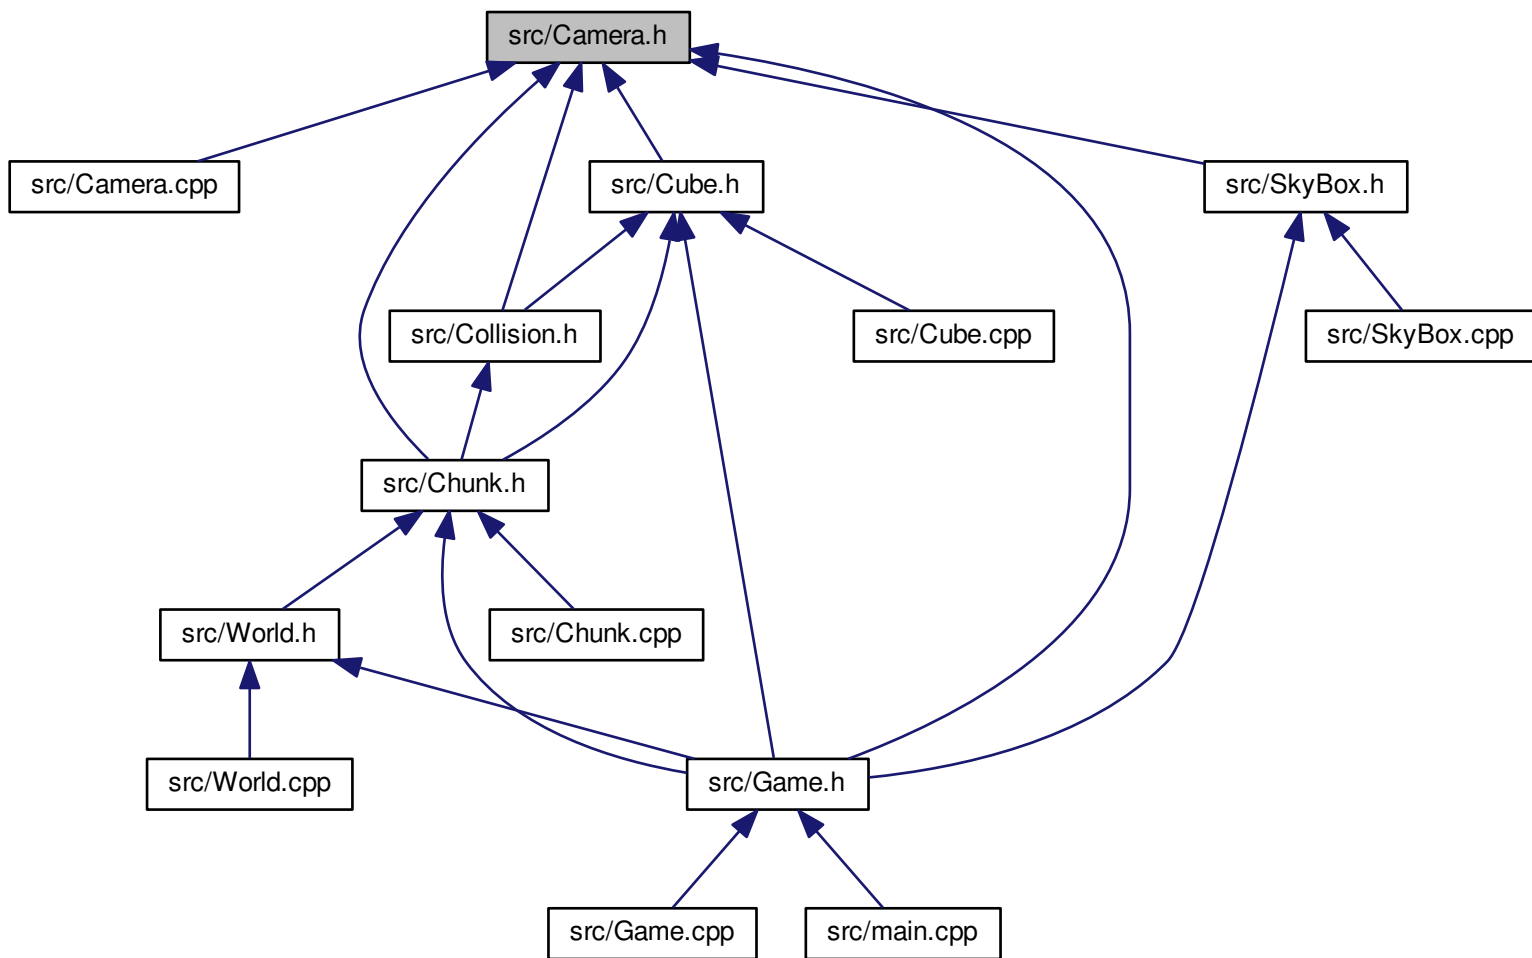 src/Camera.h
src/Camera.cpp
src/Cube.h
src/SkyBox.h
src/Collision.h
src/Cube.cpp
src/SkyBox.cpp
src/Chunk.h
src/World.h
src/Chunk.cpp
src/World.cpp
src/Game.h
src/Game.cpp
src/main.cpp